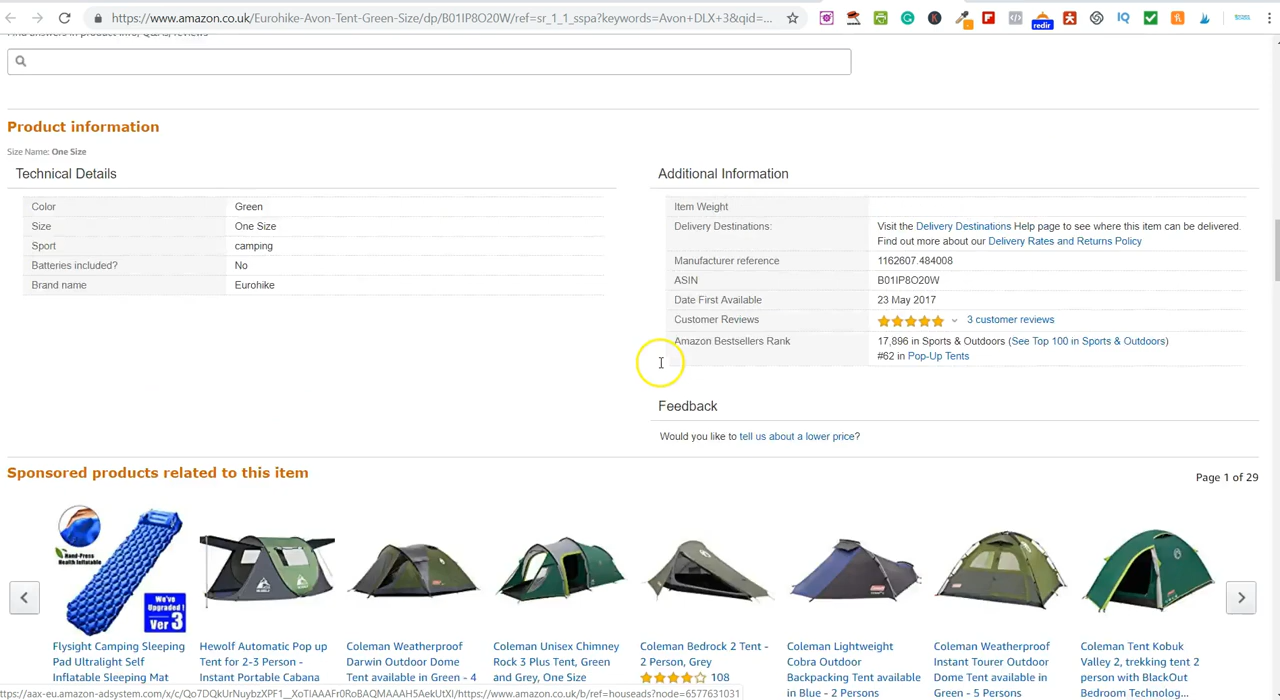 https://www.amazon.co.uk/Eurohike-Avon-Tent-Green-Size/dp/B01IP8O20W/ref=sr_1_1_sspa?keywords=Avon+DLX+3&qid=...
redir
Product information
Size Name: One Size
Technical Details
Color Green
Size One Size
Sport camping
Batteries included? No
Brand name Eurohike
Additional Information
Item Weight
Delivery Destinations: Visit the Delivery Destinations Help page to see where this item can be delivered.
Find out more about our Delivery Rates and Returns Policy
Manufacturer reference 1162607.484008
ASIN B01IP8O20W
Date First Available 23 May 2017
Customer Reviews 3 customer reviews
Amazon Bestsellers Rank 17,896 in Sports & Outdoors (See Top 100 in Sports & Outdoors)
#62 in Pop-Up Tents
Feedback
Would you like to tell us about a lower price?
Sponsored products related to this item
Page 1 of 29
Hand-Press
We've
Upgraded !
Ver 3
Flysight Camping Sleeping
Pad Ultralight Self
Inflatable Sleeping Mat
Hewolf Automatic Pop up
Tent for 2-3 Person -
Instant Portable Cabana
Coleman Weatherproof
Darwin Outdoor Dome
Tent available in Green - 4
Coleman Unisex Chimney
Rock 3 Plus Tent, Green
and Grey, One Size
Coleman Bedrock 2 Tent -
2 Person, Grey
108
Coleman Lightweight
Cobra Outdoor
Backpacking Tent available
in Blue - 2 Persons
Coleman Weatherproof
Instant Tourer Outdoor
Dome Tent available in
Green - 5 Persons
Coleman Tent Kobuk
Valley 2, trekking tent 2
person with BlackOut
Bedroom Technolog...